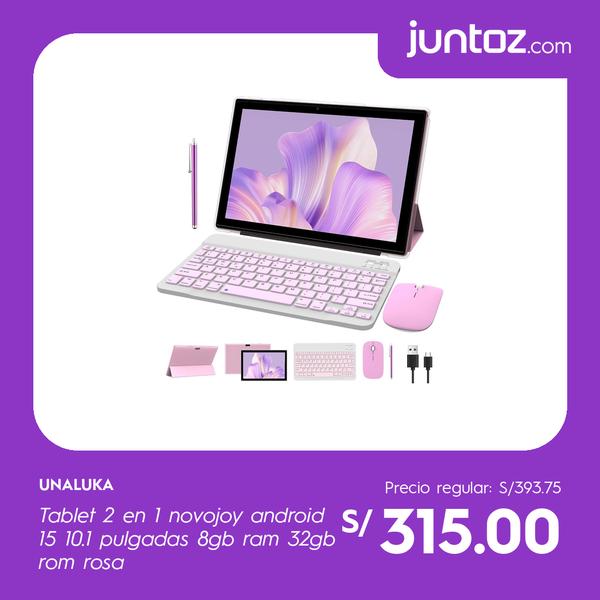 juntoz.com
UNALUKA
Precio regular: S/393.75
Tablet 2 en 1 novojoy android
15 10.1 pulgadas 8gb ram 32gb
rom rosa
S/ 315.00